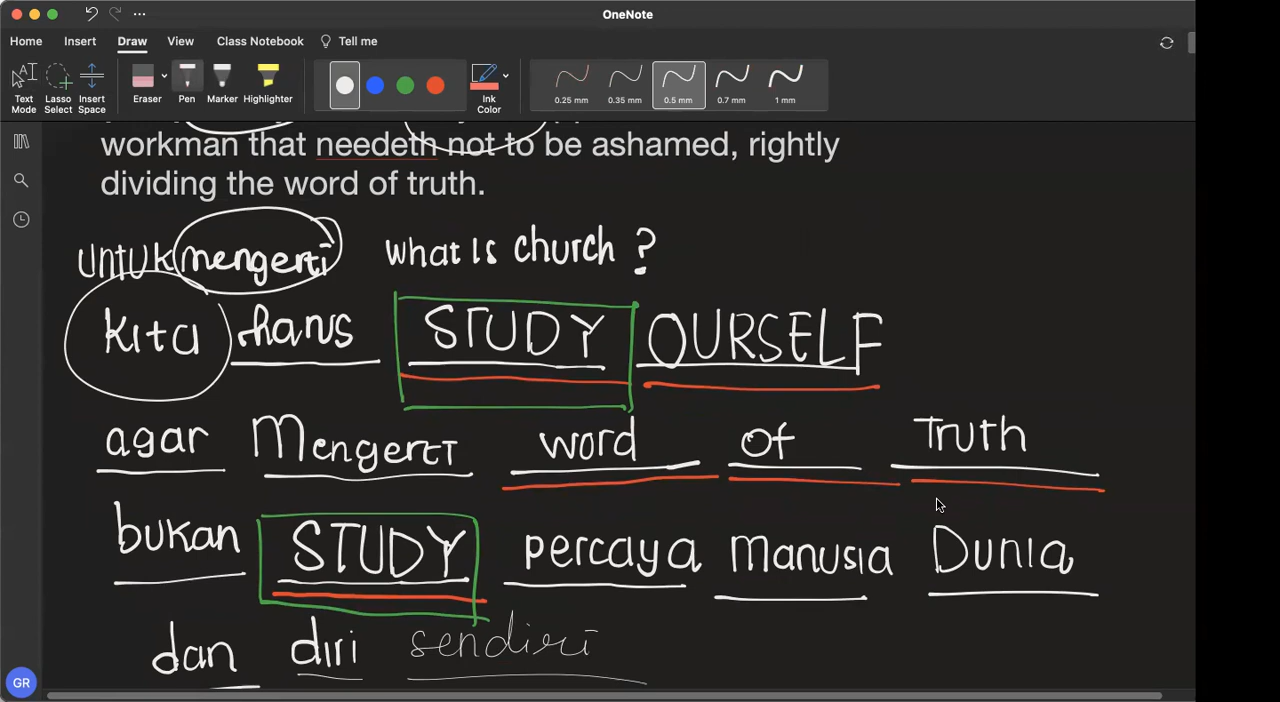 OneNote
Home Insert Draw View Class Notebook Tell me
Text Mode Lasso Select Insert Space Eraser Pen Marker Highlighter Ink Color 0.25 mm 0.35 mm 0.5 mm 0.7 mm 1 mm
workman that needeth not to be ashamed, rightly
dividing the word of truth.
untuk mengerti what Is church ?
kita harus STUDY OURSELF
agar Mengerti word of Truth
bukan STUDY percaya manusia Dunia
dan diri sendiri
GR